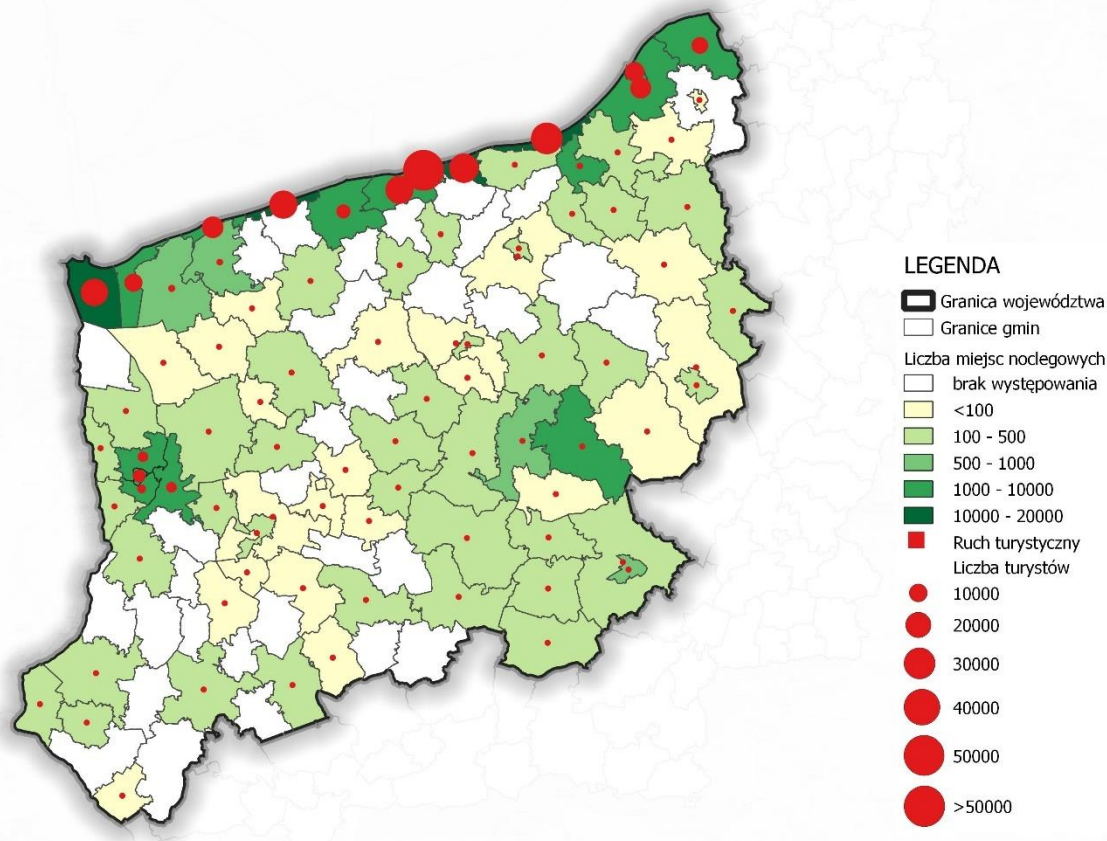 LEGENDA
Granica województwa
Granice gmin
Liczba miejsc noclegowych
brak występowania
<100
100 - 500
500 - 1000
1000 - 10000
10000 - 20000
Ruch turystyczny
Liczba turystów
10000
20000
30000
40000
50000
>50000